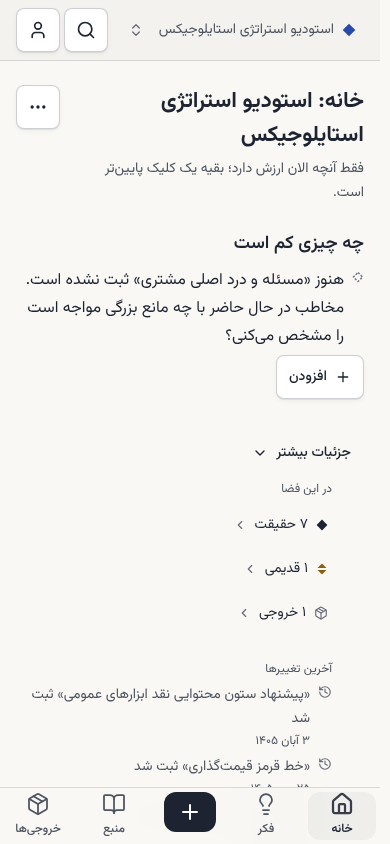 استودیو استراتژی استایلوجیکس
خانه: استودیو استراتژی
استایلوجیکس
فقط آنچه الان ارزش دارد؛ بقیه یک کلیک پایین‌تر
است.
چه چیزی کم است
هنوز «مسئله و درد اصلی مشتری» ثبت نشده است.
مخاطب در حال حاضر با چه مانع بزرگی مواجه است
را مشخص می‌کنی؟
افزودن
جزئیات بیشتر
در این فضا
۷ حقیقت
۱ قدیمی
۱ خروجی
آخرین تغییرها
«پیشنهاد ستون محتوایی نقد ابزارهای عمومی» ثبت
شد
۳ آبان ۱۴۰۵
«خط قرمز قیمت‌گذاری» ثبت شد
خانه
فکر
منبع
خروجی‌ها